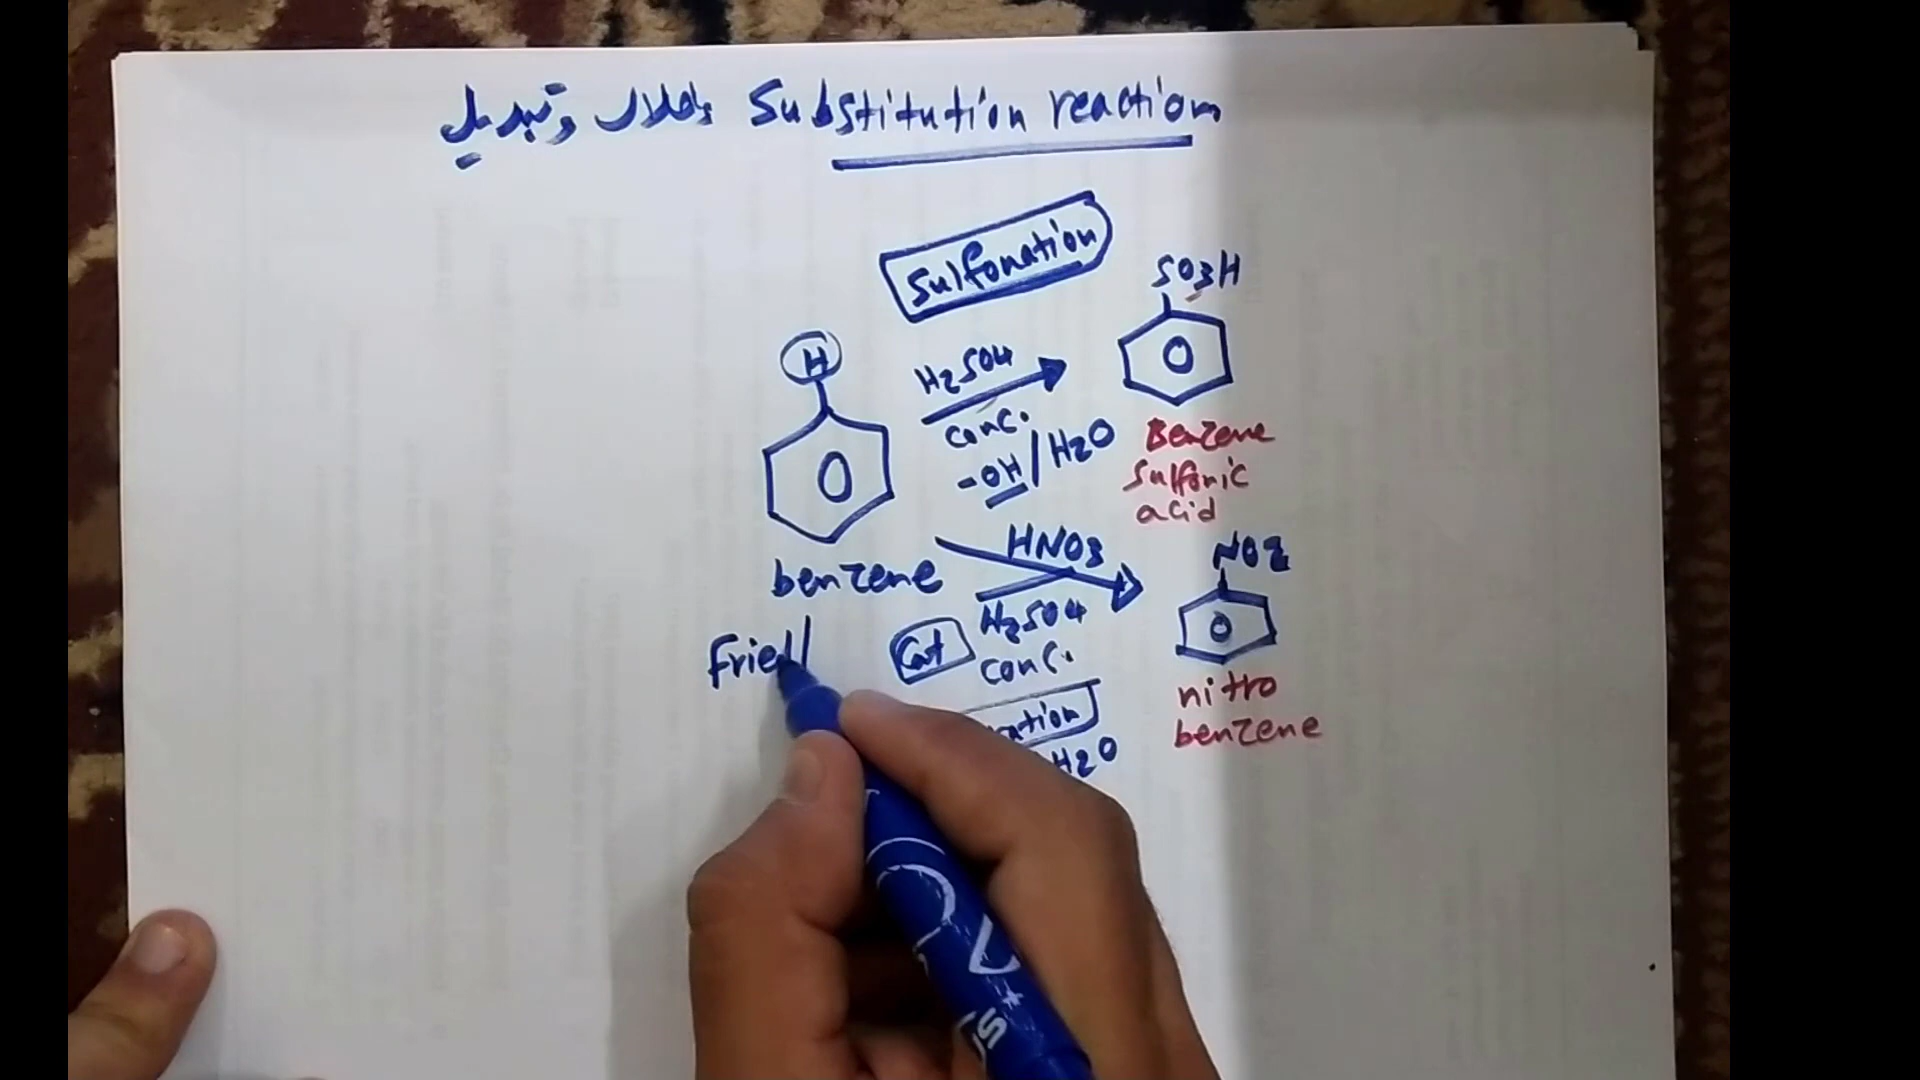 Substitution reaction إحلال وتبديل
Sulfonation
SO3H
H
H2SO4
conc.
-OH/H2O
Benzene
Sulfonic
acid
HNO3
NO2
benzene
H2SO4
Cat
conc.
Fried
nitro
ration
benzene
H2O